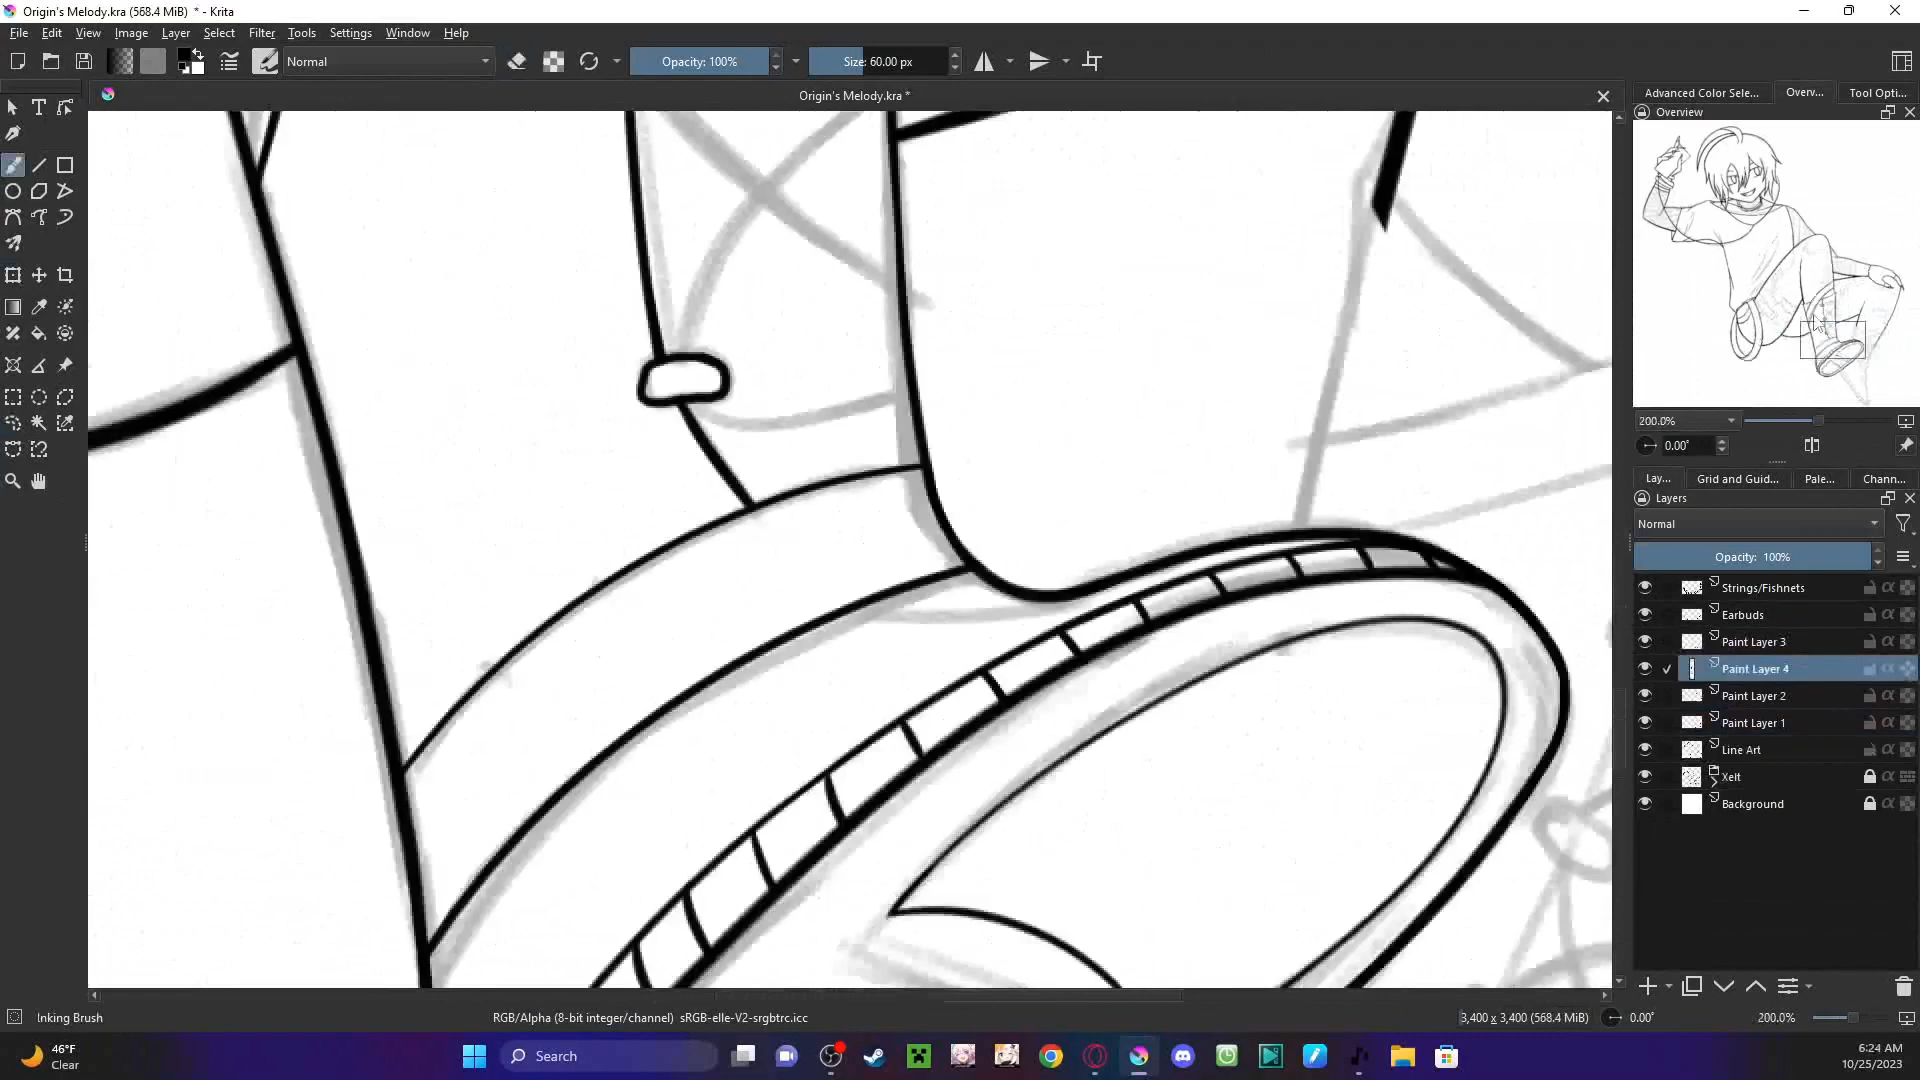 Origin's Melody.kra (568.4 MiB)  * - Krita
File Edit View Image Layer Select Filter Tools Settings Window Help
Normal
Opacity: 100%
Size: 60.00 px
Origin's Melody.kra *
Advanced Color Sele...
Overv...
Tool Opti...
Overview
200.0%
0.00°
Lay...
Grid and Guid...
Pale...
Chann...
Layers
Normal
Opacity:  100%
Strings/Fishnets
Earbuds
Paint Layer 3
Paint Layer 4
Paint Layer 2
Paint Layer 1
Line Art
Xelt
Background
Inking Brush
RGB/Alpha (8-bit integer/channel)  sRGB-elle-V2-srgbtrc.icc
3,400 x 3,400 (568.4 MiB)
0.00°
200.0%
46°F
Clear
Search
6:24 AM
10/25/2023